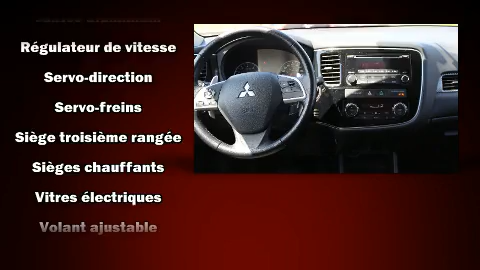 Régulateur de vitesse
Servo-direction
Servo-freins
Siège troisième rangée
Sièges chauffants
Vitres électriques
Volant ajustable